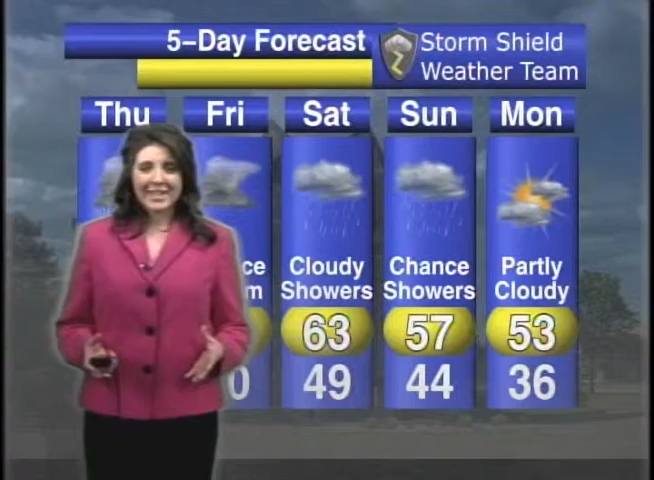 5-Day Forecast
Storm Shield
Weather Team
Thu Fri Sat Sun Mon
Cloudy Chance Partly
Showers Showers Cloudy
63 57 53
49 44 36